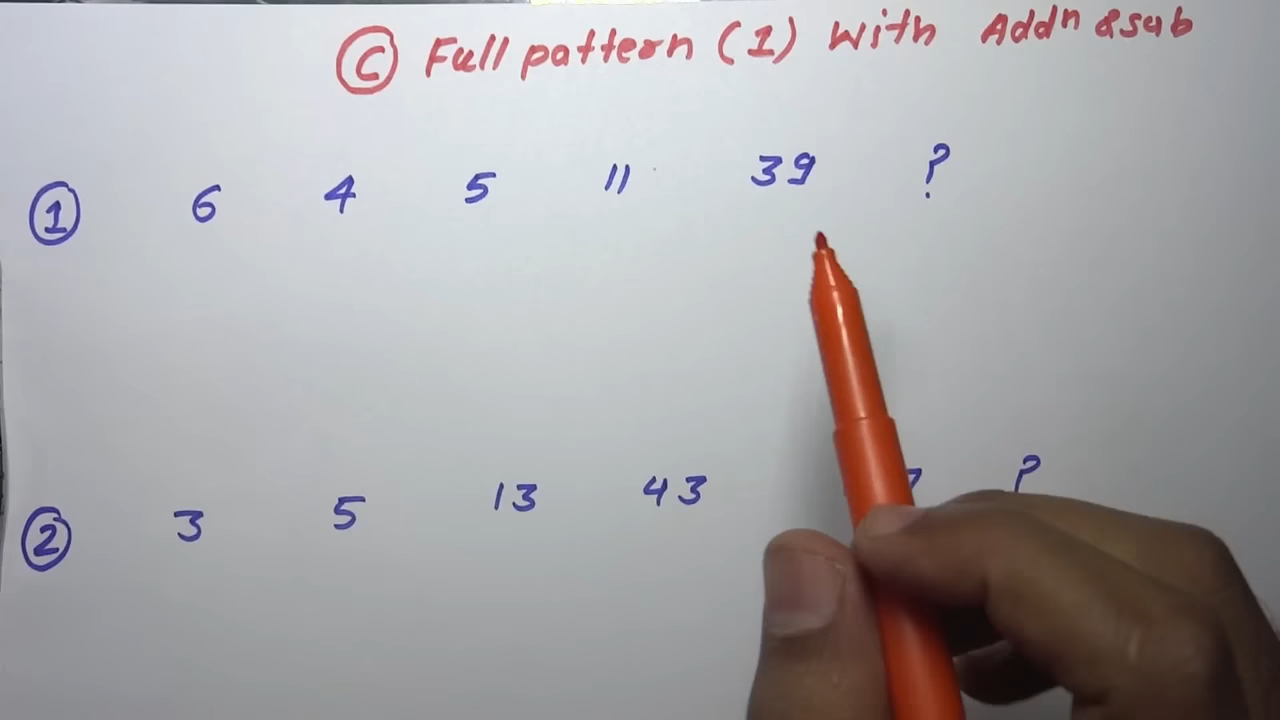 Ⓒ Full pattern (1) With Addn &sub
① 6 4 5 11 39 ?
② 3 5 13 43 ?